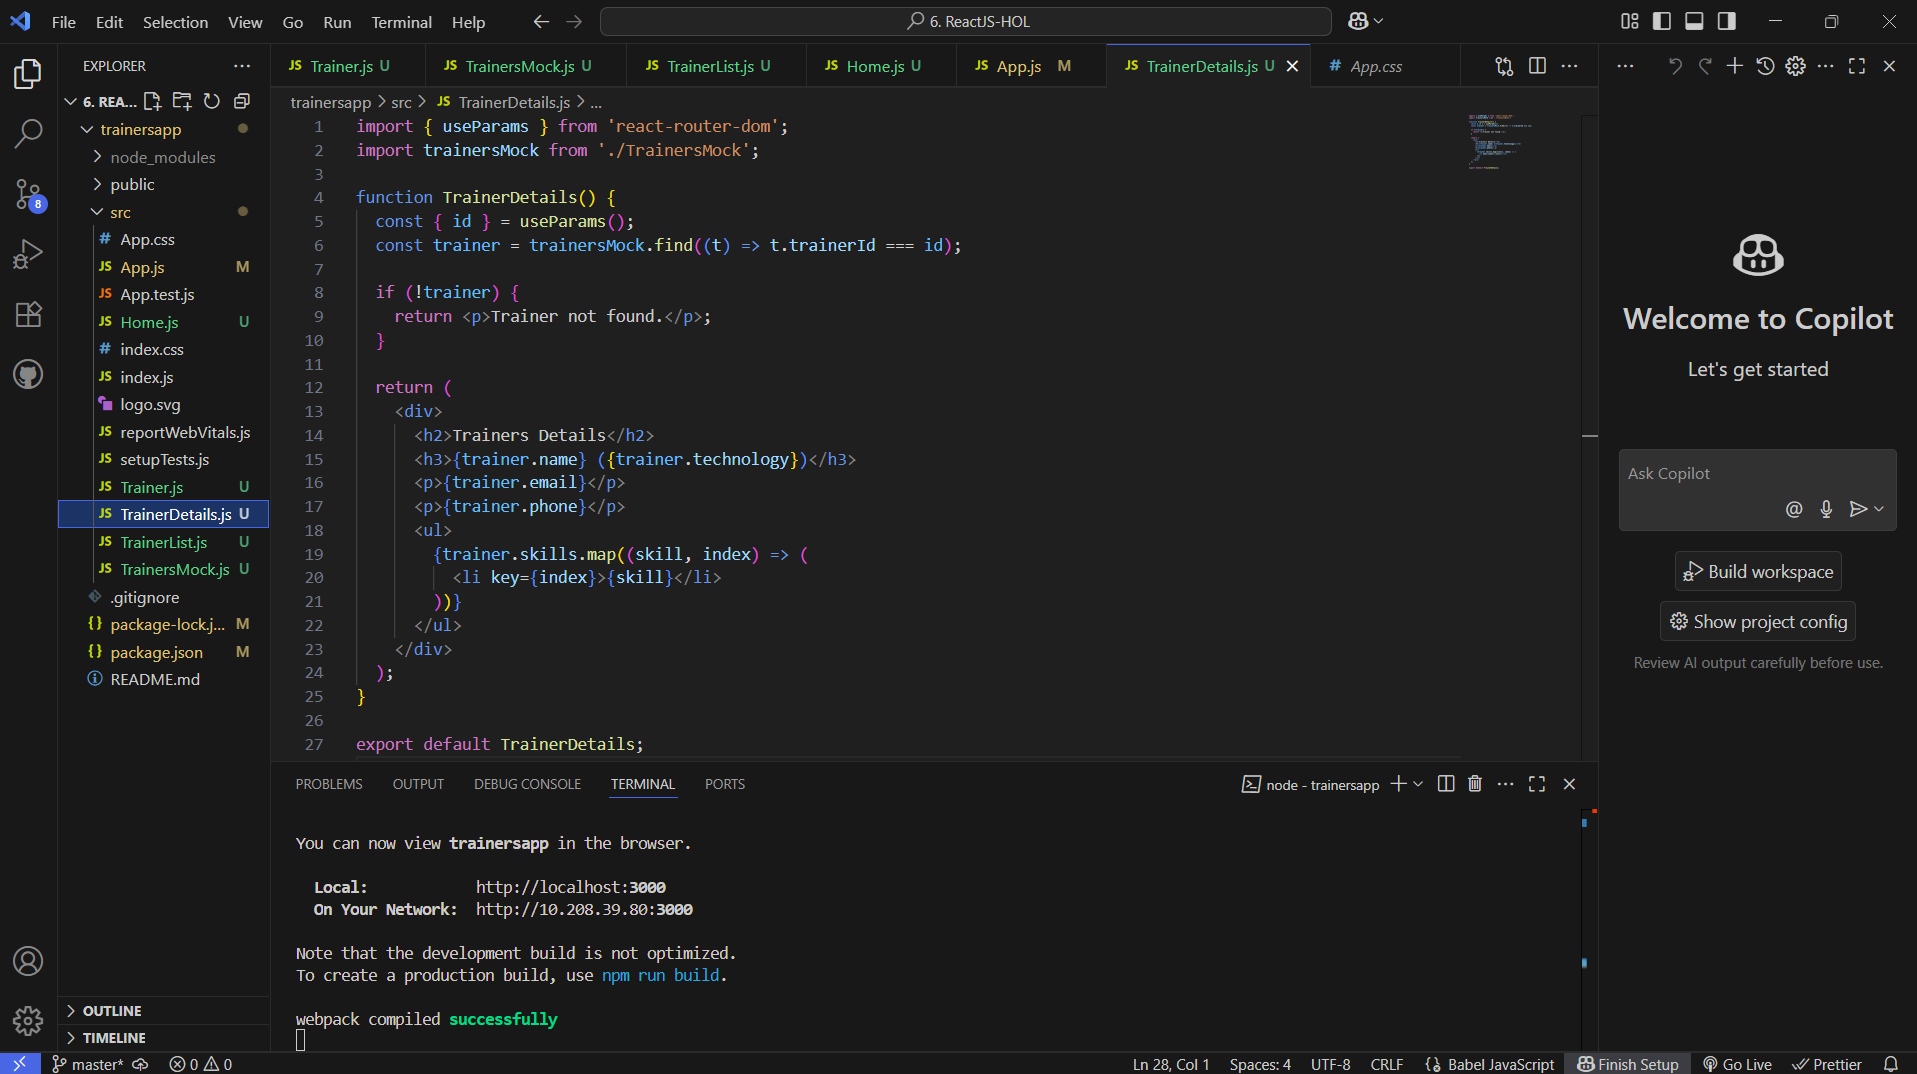 File Edit Selection View Go Run Terminal Help
6. ReactJS-HOL
EXPLORER
6. REA...
trainersapp
node_modules
public
src
App.css
App.js M
App.test.js
Home.js U
index.css
index.js
logo.svg
reportWebVitals.js
setupTests.js
Trainer.js U
TrainerDetails.js U
TrainerList.js U
TrainersMock.js U
.gitignore
package-lock.j... M
package.json M
README.md
OUTLINE
TIMELINE
8
JS Trainer.js U JS TrainersMock.js U JS TrainerList.js U JS Home.js U JS App.js M JS TrainerDetails.js U # App.css
trainersapp > src > JS TrainerDetails.js > ...
1 import { useParams } from 'react-router-dom';
2 import trainersMock from './TrainersMock';
3
4 function TrainerDetails() {
5 const { id } = useParams();
6 const trainer = trainersMock.find((t) => t.trainerId === id);
7
8 if (!trainer) {
9 return <p>Trainer not found.</p>;
10 }
11
12 return (
13 <div>
14 <h2>Trainers Details</h2>
15 <h3>{trainer.name} ({trainer.technology})</h3>
16 <p>{trainer.email}</p>
17 <p>{trainer.phone}</p>
18 <ul>
19 {trainer.skills.map((skill, index) => (
20 <li key={index}>{skill}</li>
21 ))}
22 </ul>
23 </div>
24 );
25 }
26
27 export default TrainerDetails;
PROBLEMS OUTPUT DEBUG CONSOLE TERMINAL PORTS
node - trainersapp
You can now view trainersapp in the browser.
Local: http://localhost:3000
On Your Network: http://10.208.39.80:3000
Note that the development build is not optimized.
To create a production build, use npm run build.
webpack compiled successfully
Welcome to Copilot
Let's get started
Ask Copilot
Build workspace
Show project config
Review AI output carefully before use.
master* 0 0
Ln 28, Col 1 Spaces: 4 UTF-8 CRLF {} Babel JavaScript Finish Setup Go Live Prettier